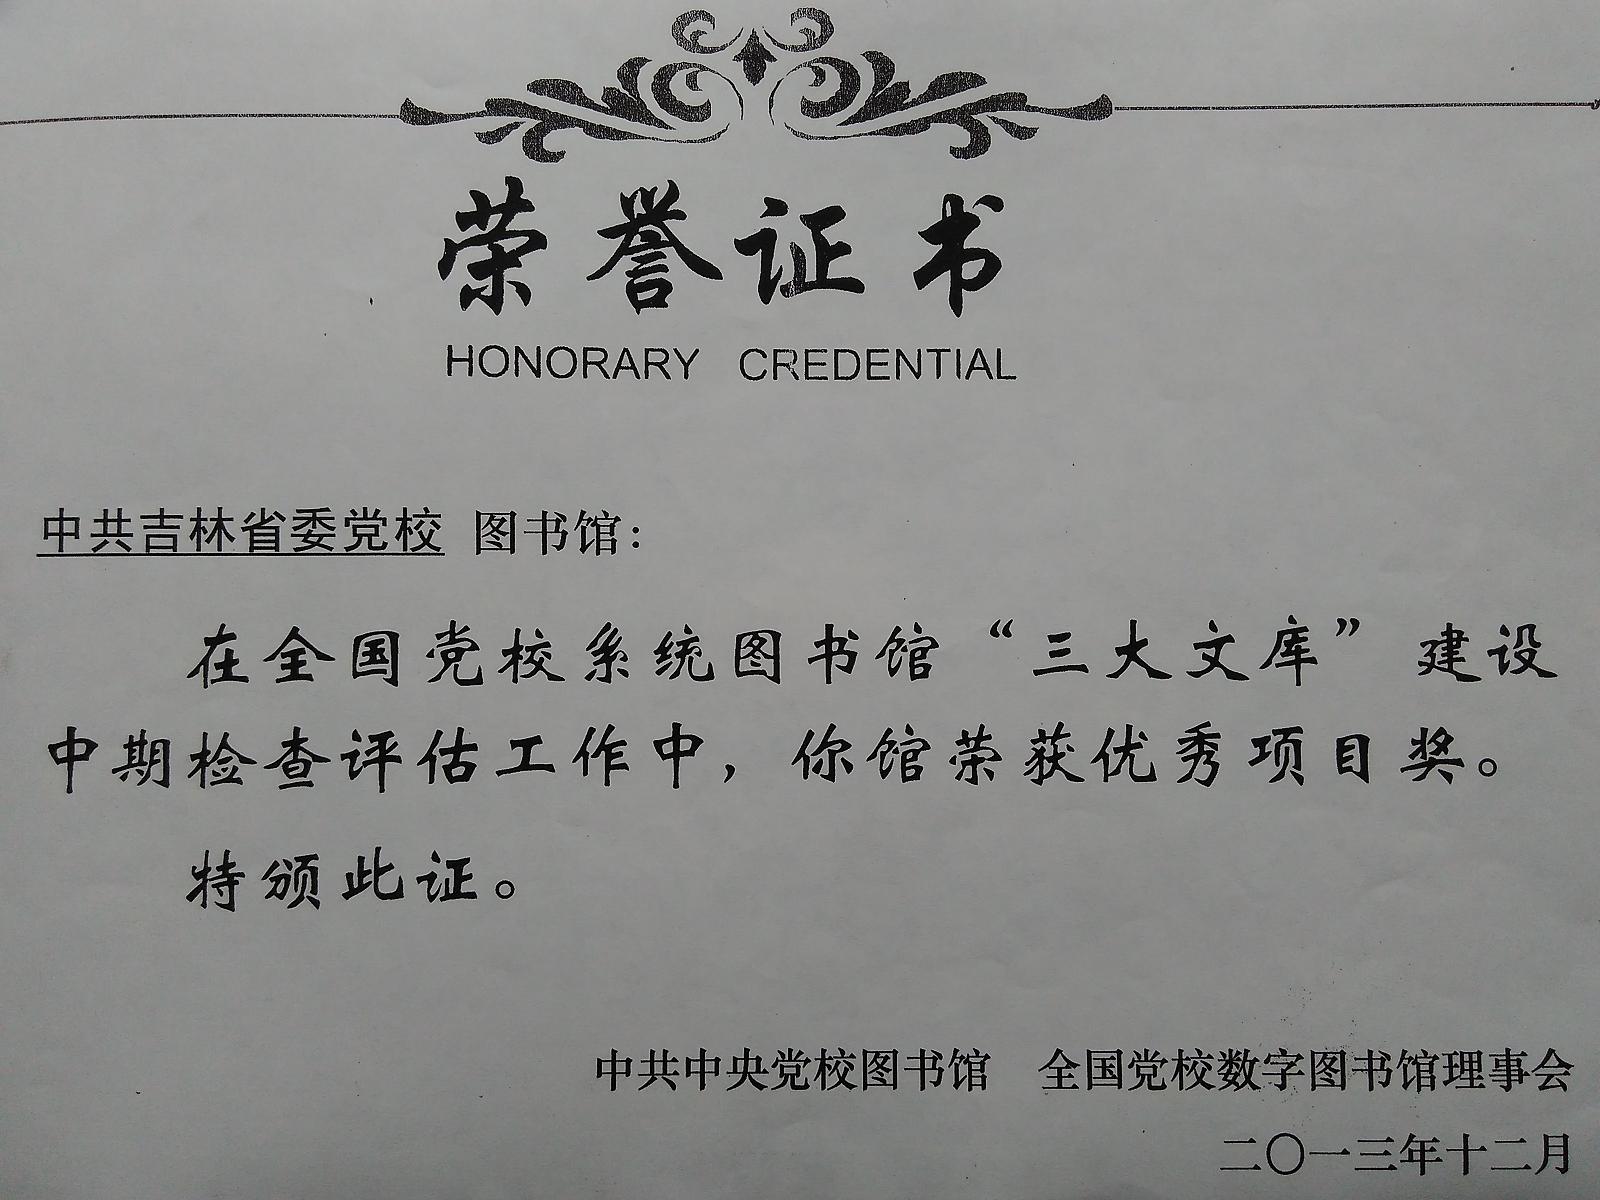 荣誉证书
HONORARY CREDENTIAL
中共吉林省委党校 图书馆：
在全国党校系统图书馆“三大文库”建设
中期检查评估工作中，你馆荣获优秀项目奖。
特颁此证。
中共中央党校图书馆 全国党校数字图书馆理事会
二〇一三年十二月